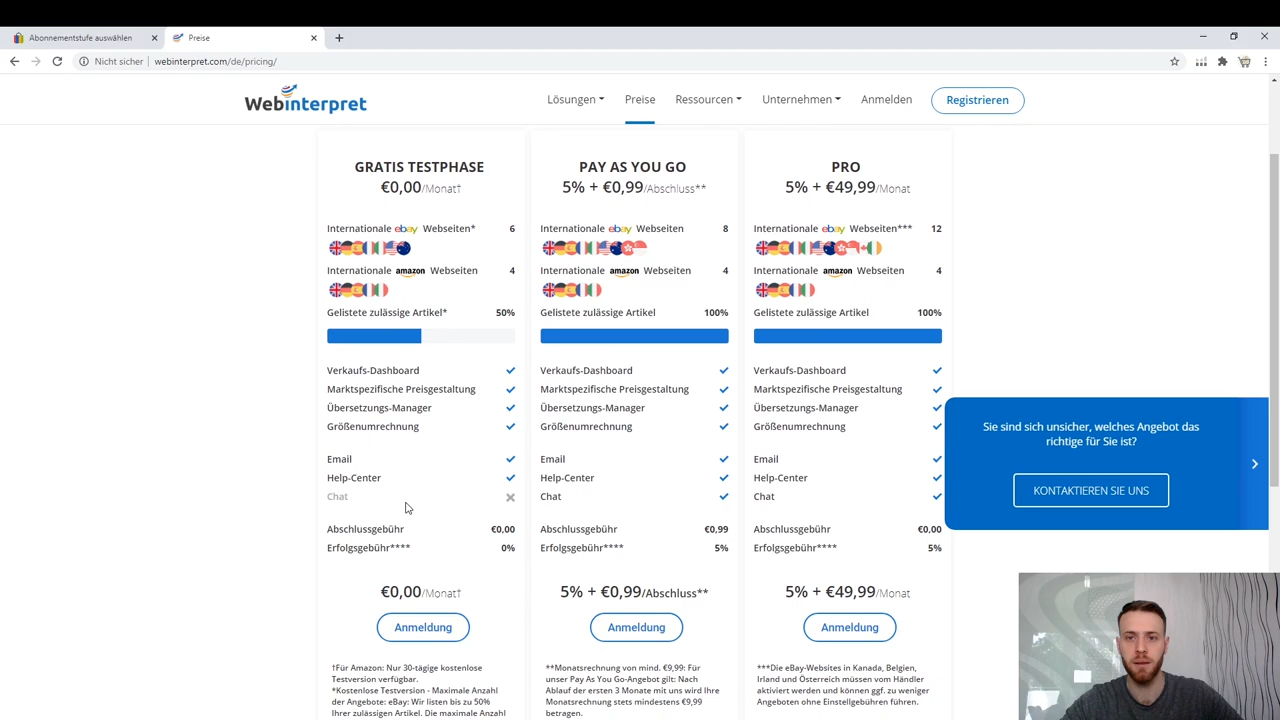 Abonnementstufe auswählen
Preise
Nicht sicher
webinterpret.com/de/pricing/
Webinterpret
Lösungen
Preise
Ressourcen
Unternehmen
Anmelden
Registrieren
GRATIS TESTPHASE
€0,00/Monat†
Internationale ebay Webseiten* 6
Internationale amazon Webseiten 4
Gelistete zulässige Artikel* 50%
Verkaufs-Dashboard
Marktspezifische Preisgestaltung
Übersetzungs-Manager
Größenumrechnung
Email
Help-Center
Chat
Abschlussgebühr €0,00
Erfolgsgebühr**** 0%
€0,00/Monat†
Anmeldung
†Für Amazon: Nur 30-tägige kostenlose
Testversion verfügbar.
*Kostenlose Testversion - Maximale Anzahl
der Angebote: eBay: Wir listen bis zu 50%
Ihrer zulässigen Artikel. Die maximale Anzahl
PAY AS YOU GO
5% + €0,99/Abschluss**
Internationale ebay Webseiten 8
Internationale amazon Webseiten 4
Gelistete zulässige Artikel 100%
Verkaufs-Dashboard
Marktspezifische Preisgestaltung
Übersetzungs-Manager
Größenumrechnung
Email
Help-Center
Chat
Abschlussgebühr €0,99
Erfolgsgebühr**** 5%
5% + €0,99/Abschluss**
Anmeldung
**Monatsrechnung von mind. €9,99: Für
unser Pay As You Go-Angebot gilt: Nach
Ablauf der ersten 3 Monate mit uns wird Ihre
Monatsrechnung stets mindestens €9,99
betragen.
PRO
5% + €49,99/Monat
Internationale ebay Webseiten*** 12
Internationale amazon Webseiten 4
Gelistete zulässige Artikel 100%
Verkaufs-Dashboard
Marktspezifische Preisgestaltung
Übersetzungs-Manager
Größenumrechnung
Email
Help-Center
Chat
Abschlussgebühr €0,00
Erfolgsgebühr**** 5%
5% + €49,99/Monat
Anmeldung
***Die eBay-Websites in Kanada, Belgien,
Irland und Österreich müssen vom Händler
aktiviert werden und können ggf. zu weniger
Angeboten ohne Einstellgebühren führen.
Sie sind sich unsicher, welches Angebot das
richtige für Sie ist?
KONTAKTIEREN SIE UNS